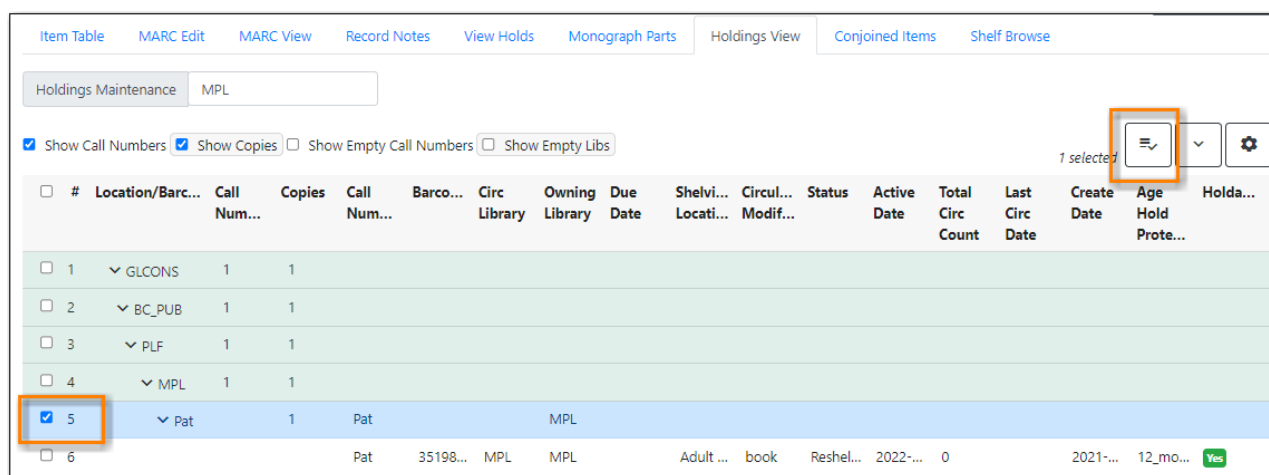 Item Table MARC Edit MARC View Record Notes View Holds Monograph Parts Holdings View Conjoined Items Shelf Browse
Holdings Maintenance MPL
Show Call Numbers Show Copies Show Empty Call Numbers Show Empty Libs
1 selected
# Location/Barc... Call Num... Copies Call Num... Barco... Circ Library Owning Library Due Date Shelvi... Locati... Circul... Modif... Status Active Date Total Circ Count Last Circ Date Create Date Age Hold Prote... Holda...
1 GLCONS 1 1
2 BC_PUB 1 1
3 PLF 1 1
4 MPL 1 1
5 Pat 1 Pat MPL
6 Pat 35198... MPL MPL Adult ... book Reshel... 2022-... 0 2021-... 12_mo... Yes